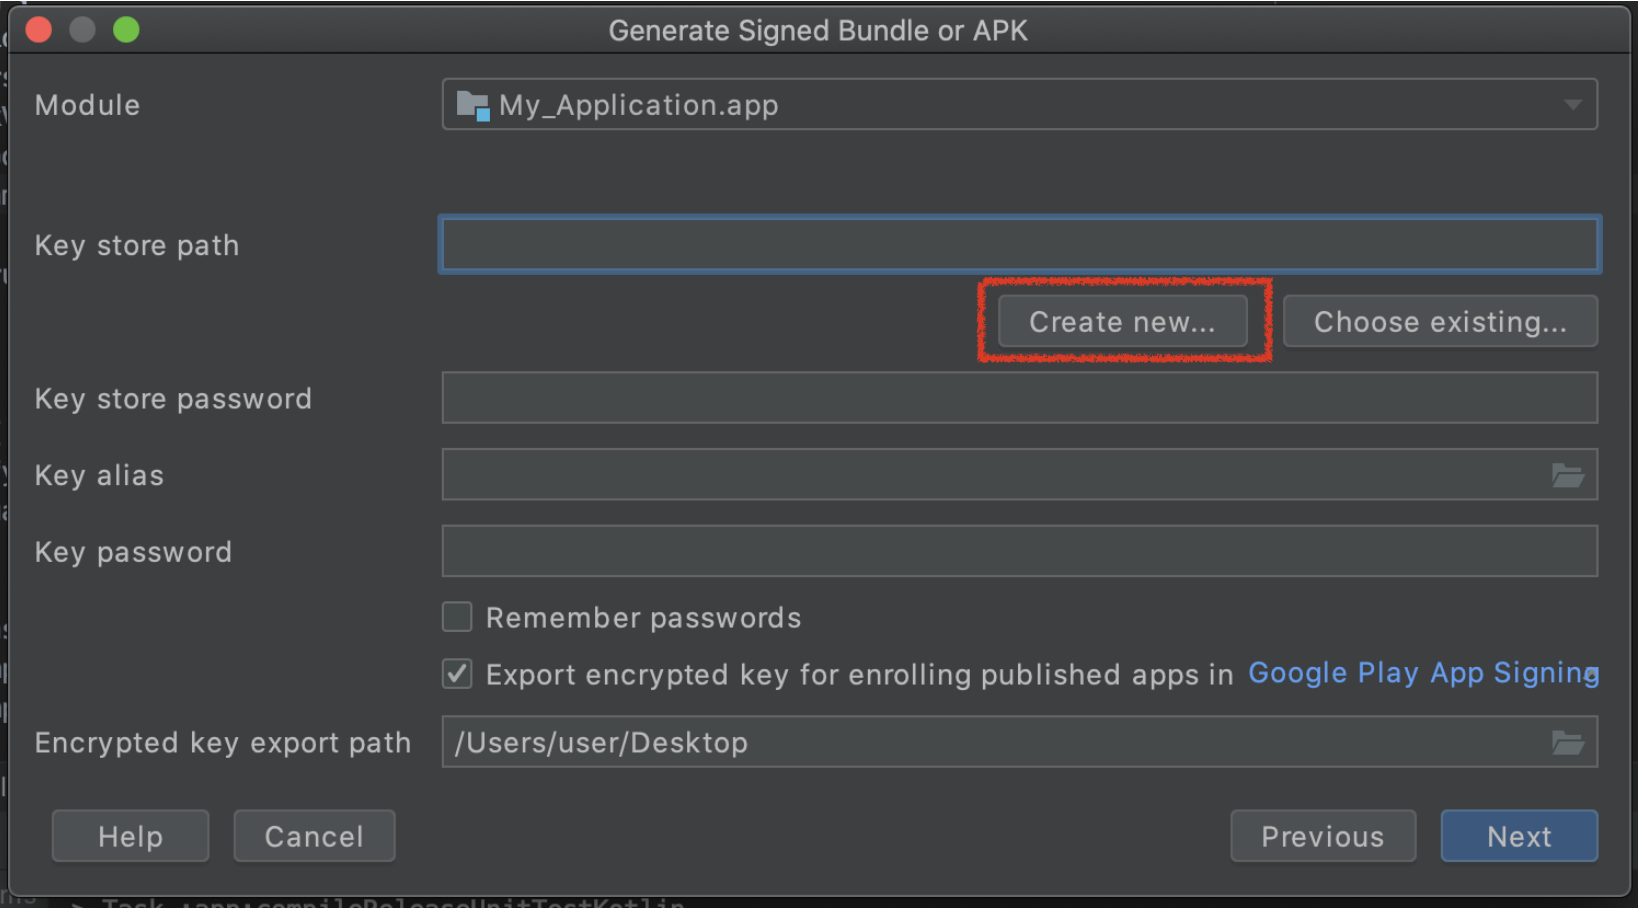 Generate Signed Bundle or APK
Module
My_Application.app
Key store path
Create new...
Choose existing...
Key store password
Key alias
Key password
Remember passwords
Export encrypted key for enrolling published apps in Google Play App Signing
Encrypted key export path
/Users/user/Desktop
Help
Cancel
Previous
Next
> Task :app:compileReleaseUnitTestKotlin